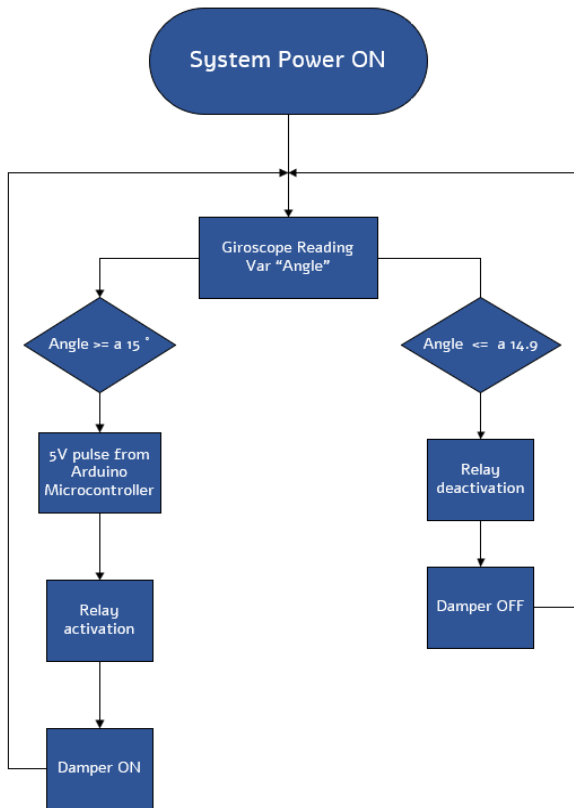 System Power ON
Giroscope Reading
Var “Angle”
Angle >= a 15 °
Angle <= a 14.9
5V pulse from
Arduino
Microcontroller
Relay
deactivation
Relay
activation
Damper OFF
Damper ON